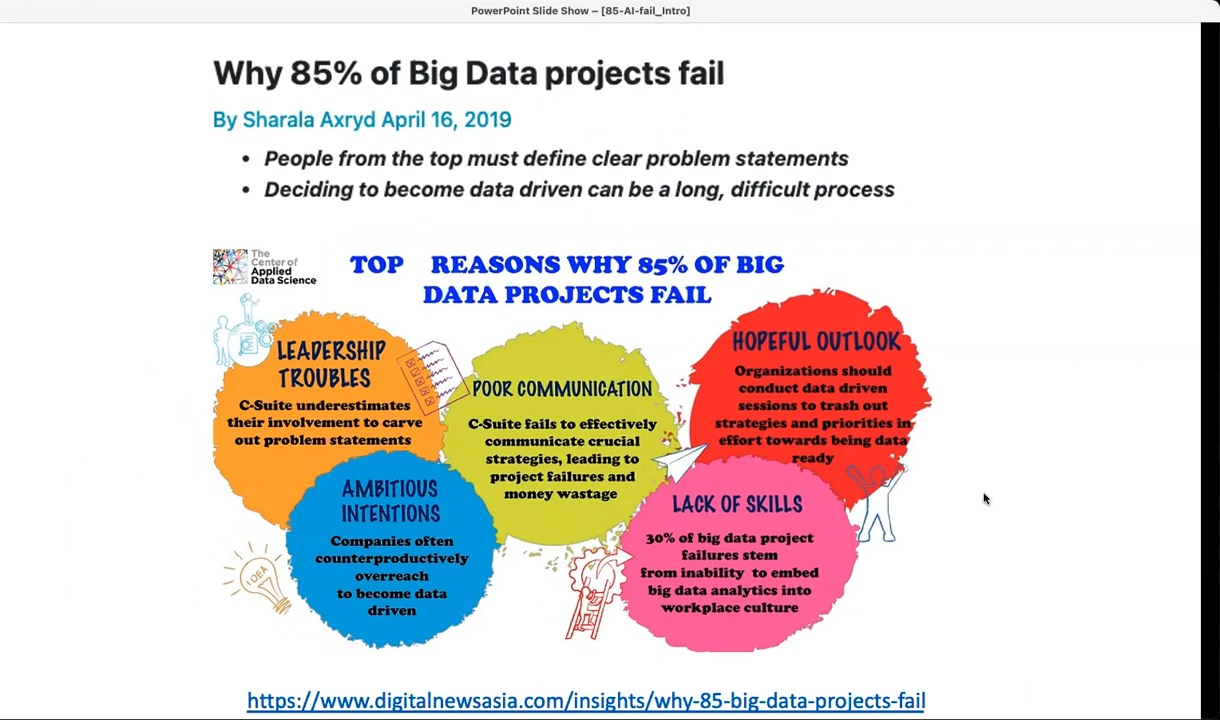 PowerPoint Slide Show – [85-AI-fail_Intro]
Why 85% of Big Data projects fail
By Sharala Axryd April 16, 2019
• People from the top must define clear problem statements
• Deciding to become data driven can be a long, difficult process
The
Center of
Applied
Data Science
TOP REASONS WHY 85% OF BIG
DATA PROJECTS FAIL
LEADERSHIP
TROUBLES
C-Suite underestimates
their involvement to carve
out problem statements
POOR COMMUNICATION
C-Suite fails to effectively
communicate crucial
strategies, leading to
project failures and
money wastage
HOPEFUL OUTLOOK
Organizations should
conduct data driven
sessions to trash out
strategies and priorities in
effort towards being data
ready
AMBITIOUS
INTENTIONS
Companies often
counterproductively
overreach
to become data
driven
LACK OF SKILLS
30% of big data project
failures stem
from inability to embed
big data analytics into
workplace culture
IDEA
https://www.digitalnewsasia.com/insights/why-85-big-data-projects-fail